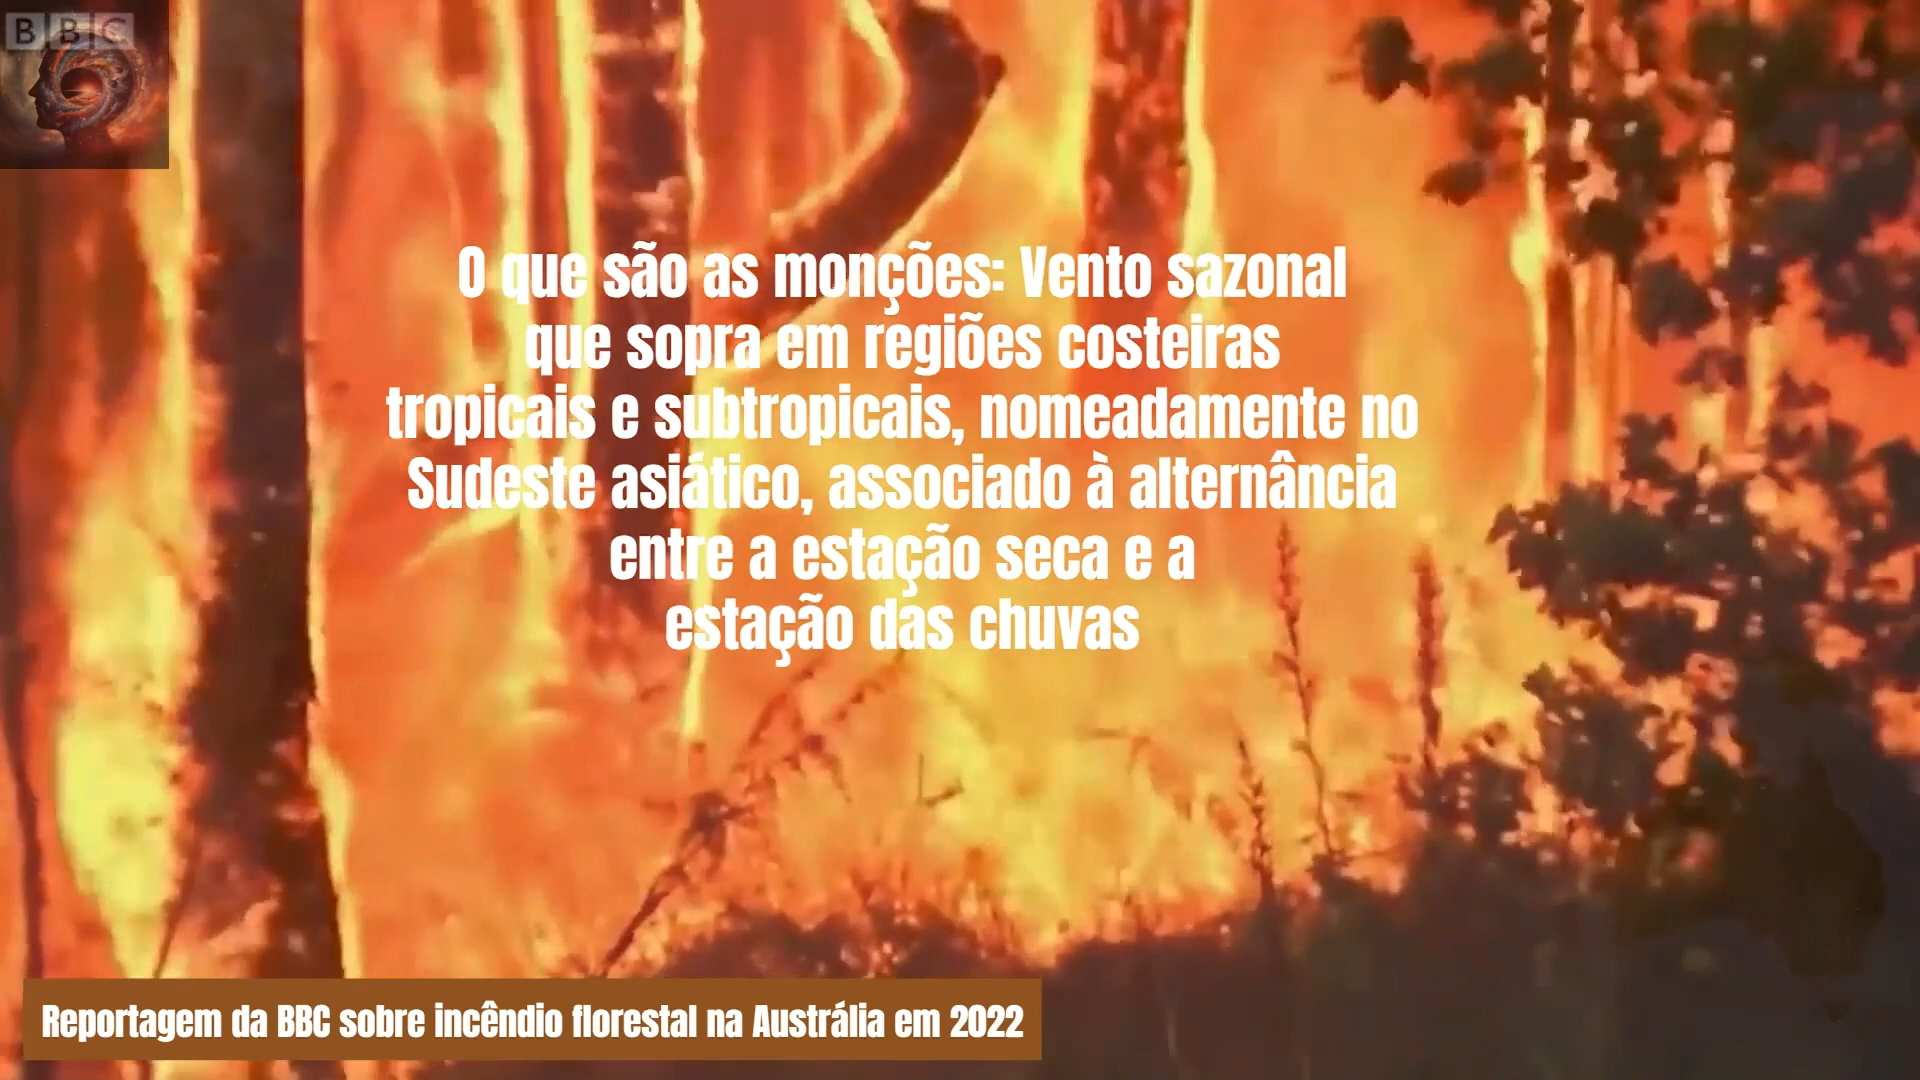 BBC
O que são as monções: Vento sazonal
que sopra em regiões costeiras
tropicais e subtropicais, nomeadamente no
Sudeste asiático, associado à alternância
entre a estação seca e a
estação das chuvas
Reportagem da BBC sobre incêndio florestal na Austrália em 2022